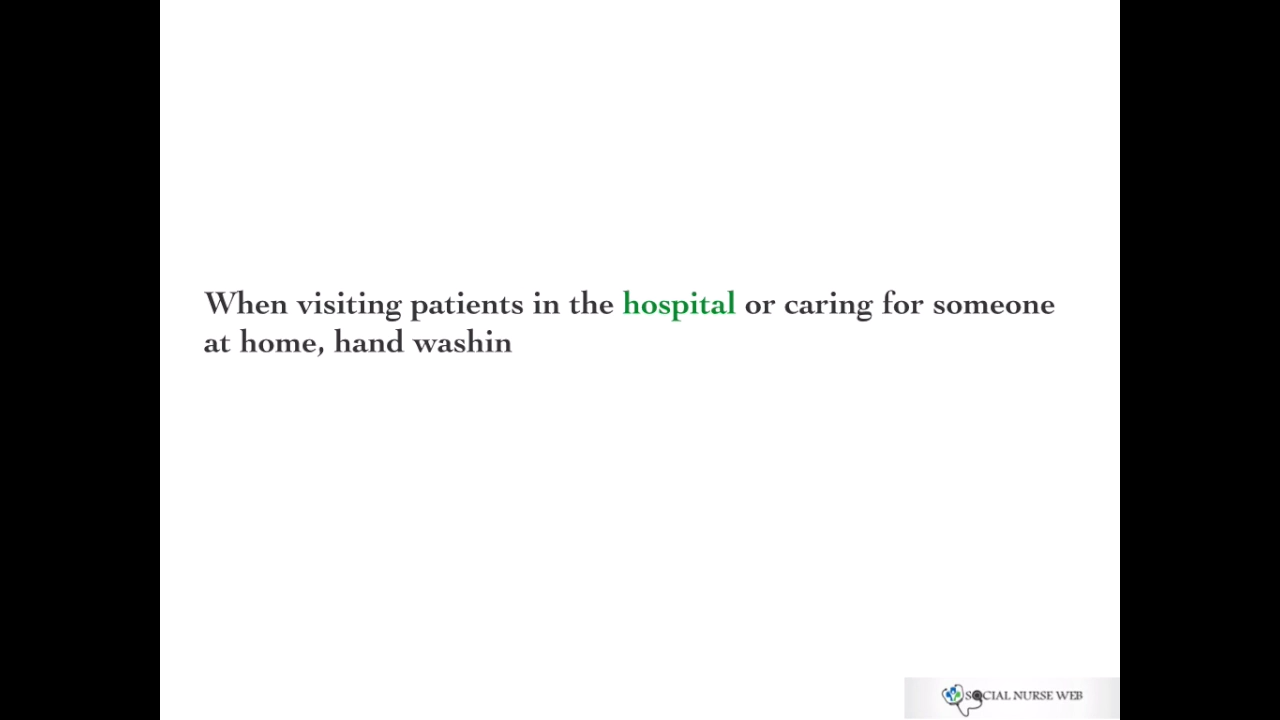 When visiting patients in the hospital or caring for someone
at home, hand washin
SOCIAL NURSE WEB